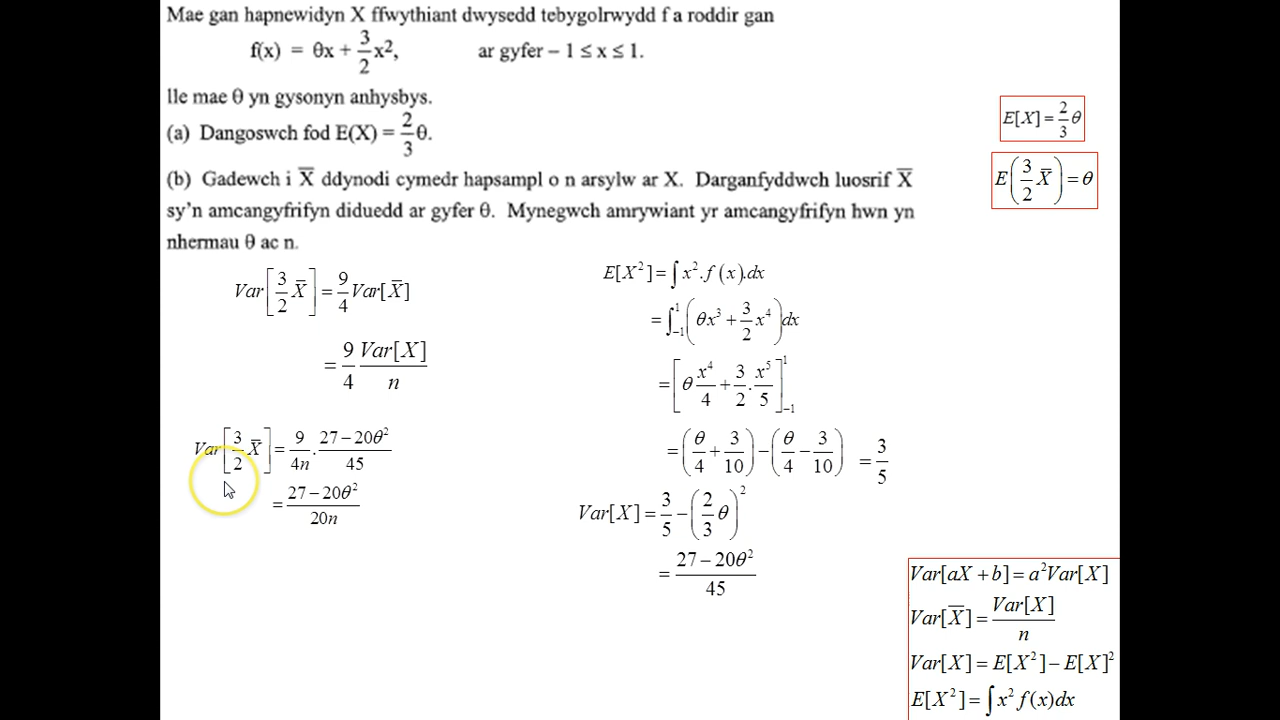 Mae gan hapnewidyn X ffwythiant dwysedd tebygolrwydd f a roddir gan
f(x) = θx + 3/2 x², ar gyfer – 1 ≤ x ≤ 1.
lle mae θ yn gysonyn anhysbys.
(a) Dangoswch fod E(X) = 2/3 θ.
(b) Gadewch i X̅ ddynodi cymedr hapsampl o n arsylw ar X. Darganfyddwch luosrif X̅
sy'n amcangyfrifyn diduedd ar gyfer θ. Mynegwch amrywiant yr amcangyfrifyn hwn yn
nhermau θ ac n.
E[X] = 2/3 θ
E(3/2 X̅) = θ
Var[3/2 X̅] = 9/4 Var[X̅]
= 9/4 Var[X]/n
Var[3/2 X̅] = 9/4n . (27 − 20θ²)/45
= (27 − 20θ²)/20n
E[X²] = ∫ x².f(x).dx
= ∫₋₁¹ (θx³ + 3/2 x⁴) dx
= [θ x⁴/4 + 3/2 . x⁵/5]₋₁¹
= (θ/4 + 3/10) − (θ/4 − 3/10) = 3/5
Var[X] = 3/5 − (2/3 θ)²
= (27 − 20θ²)/45
Var[aX + b] = a²Var[X]
Var[X̅] = Var[X]/n
Var[X] = E[X²] − E[X]²
E[X²] = ∫ x² f(x)dx